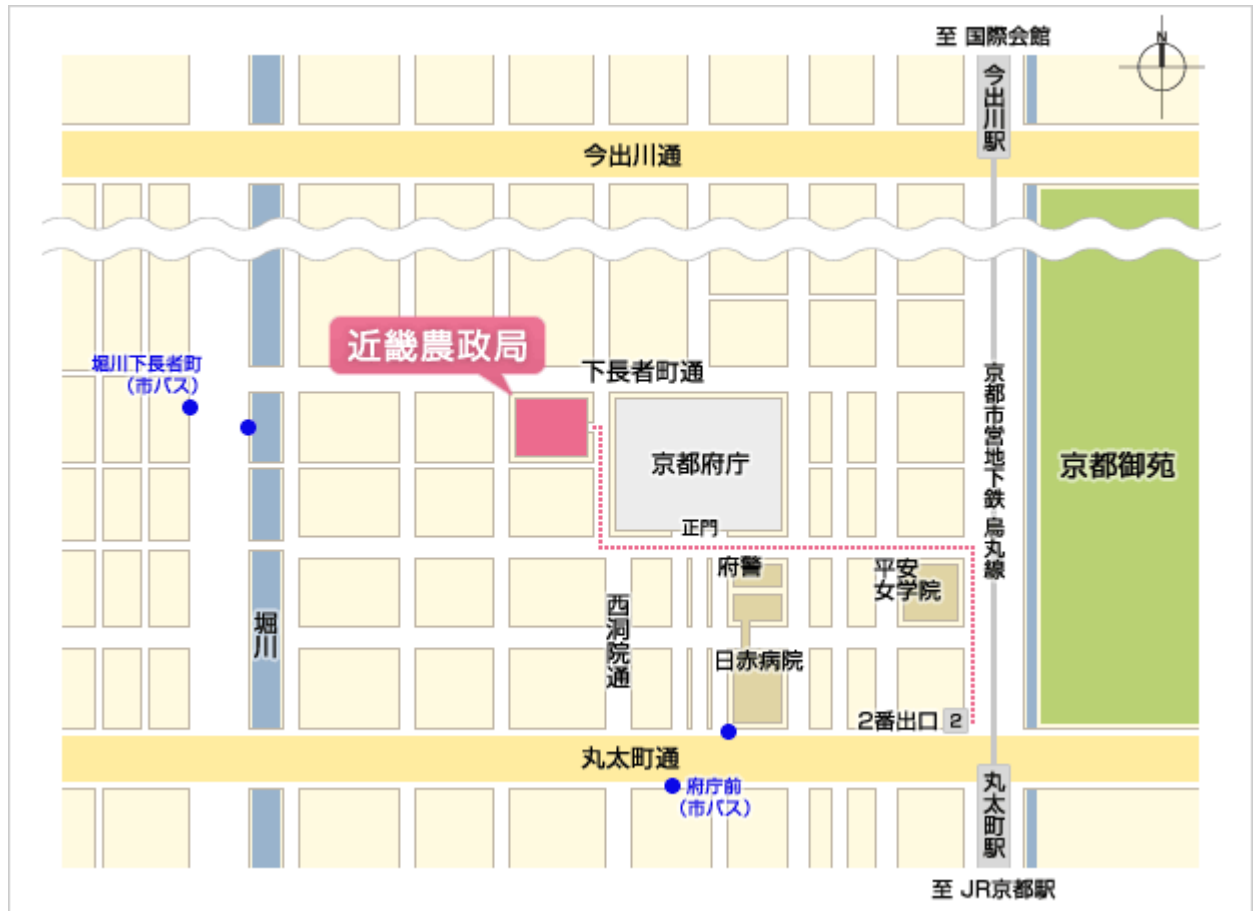 至 国際会館
N
今出川駅
今出川通
近畿農政局
下長者町通
堀川下長者町
（市バス）
京都市営地下鉄 烏丸線
京都府庁
京都御苑
正門
府警
平安
女学院
西洞院通
堀川
日赤病院
2番出口 2
丸太町通
府庁前
（市バス）
丸太町駅
至 JR京都駅